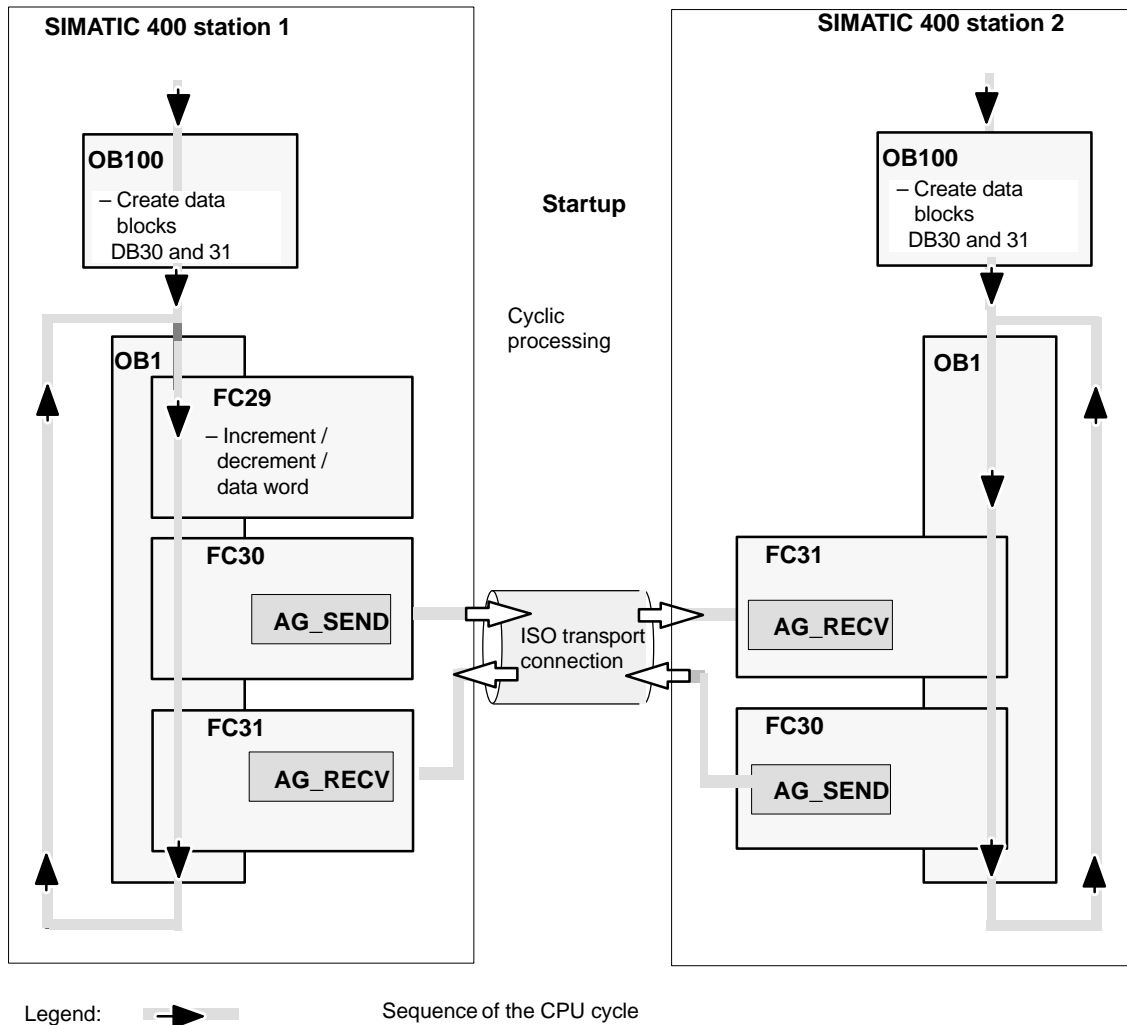 SIMATIC 400 station 1
OB100
– Create data
blocks
DB30 and 31
OB1
FC29
– Increment /
decrement /
data word
FC30
AG_SEND
FC31
AG_RECV
Startup
Cyclic
processing
ISO transport
connection
SIMATIC 400 station 2
OB100
– Create data
blocks
DB30 and 31
OB1
FC31
AG_RECV
FC30
AG_SEND
Legend:
Sequence of the CPU cycle